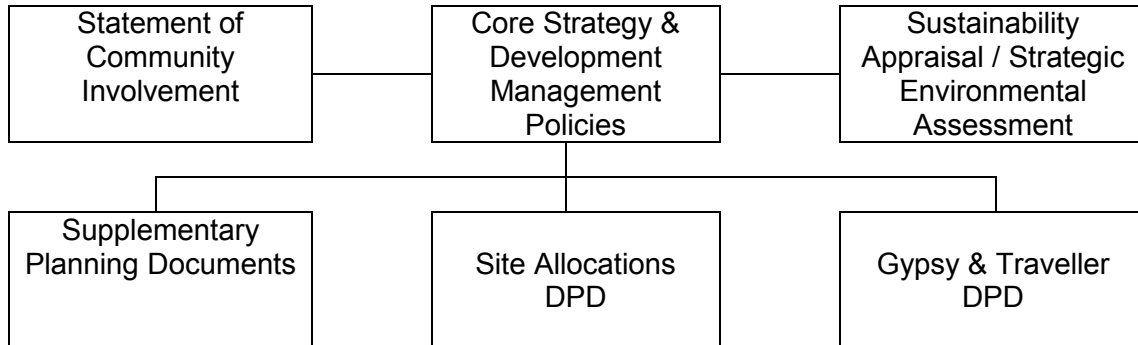 Statement of
Community
Involvement
Core Strategy &
Development
Management
Policies
Sustainability
Appraisal / Strategic
Environmental
Assessment
Supplementary
Planning Documents
Site Allocations
DPD
Gypsy & Traveller
DPD